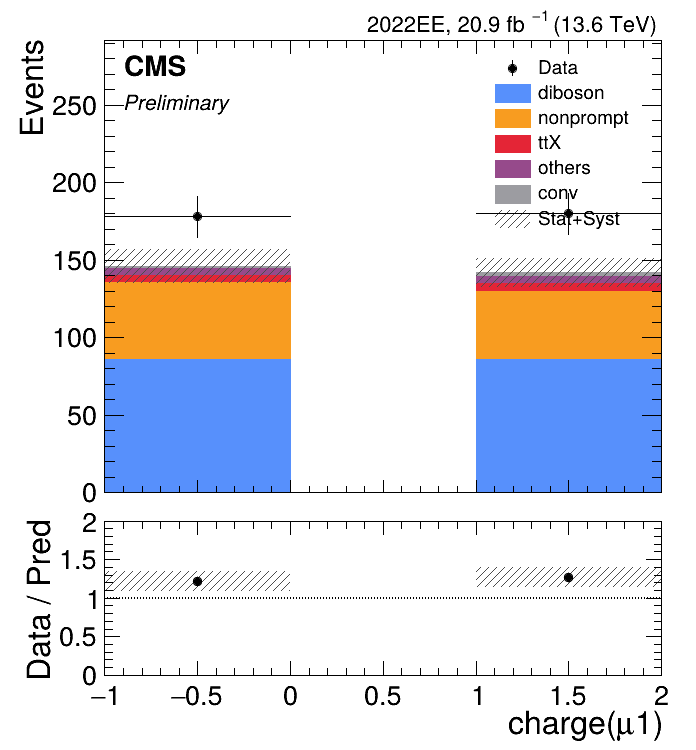 2022EE, 20.9 fb⁻¹ (13.6 TeV)
CMS
Preliminary
Events
250
200
150
100
50
0
Data
diboson
nonprompt
ttX
others
conv
Stat+Syst
Data / Pred
2
1.5
1
0.5
0
−1 −0.5 0 0.5 1 1.5 2
charge(μ1)